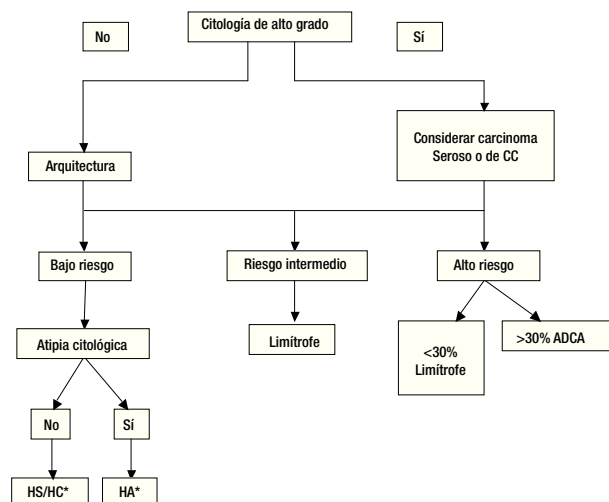 Citología de alto grado
No
Sí
Considerar carcinoma
Seroso o de CC
Arquitectura
Bajo riesgo
Riesgo intermedio
Alto riesgo
Atipia citológica
Limítrofe
<30%
Limítrofe
>30% ADCA
No
Sí
HS/HC*
HA*